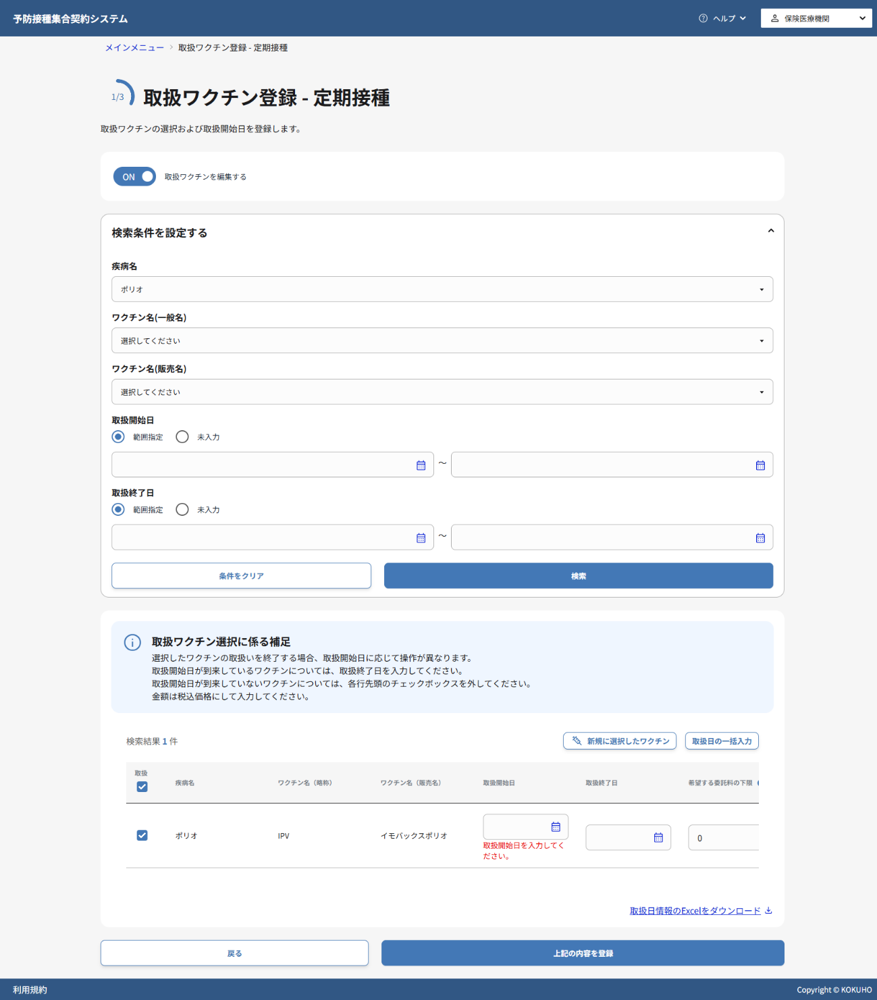 予防接種集合契約システム
ヘルプ
保険医療機関
メインメニュー > 取扱ワクチン登録 - 定期接種
1/3
取扱ワクチン登録 - 定期接種
取扱ワクチンの選択および取扱開始日を登録します。
ON
取扱ワクチンを編集する
検索条件を設定する
疾病名
ポリオ
ワクチン名(一般名)
選択してください
ワクチン名(販売名)
選択してください
取扱開始日
範囲指定 未入力
～
取扱終了日
範囲指定 未入力
～
条件をクリア
検索
取扱ワクチン選択に係る補足
選択したワクチンの取扱いを終了する場合、取扱開始日に応じて操作が異なります。
取扱開始日が到来しているワクチンについては、取扱終了日を入力してください。
取扱開始日が到来していないワクチンについては、各行先頭のチェックボックスを外してください。
金額は税込価格にして入力してください。
検索結果 1 件
新規に選択したワクチン
取扱日の一括入力
取扱 疾病名 ワクチン名（略称） ワクチン名（販売名） 取扱開始日 取扱終了日 希望する委託料の下限
ポリオ IPV イモバックスポリオ 0
取扱開始日を入力してく
ださい。
取扱日情報のExcelをダウンロード
戻る
上記の内容を登録
利用規約
Copyright © KOKUHO